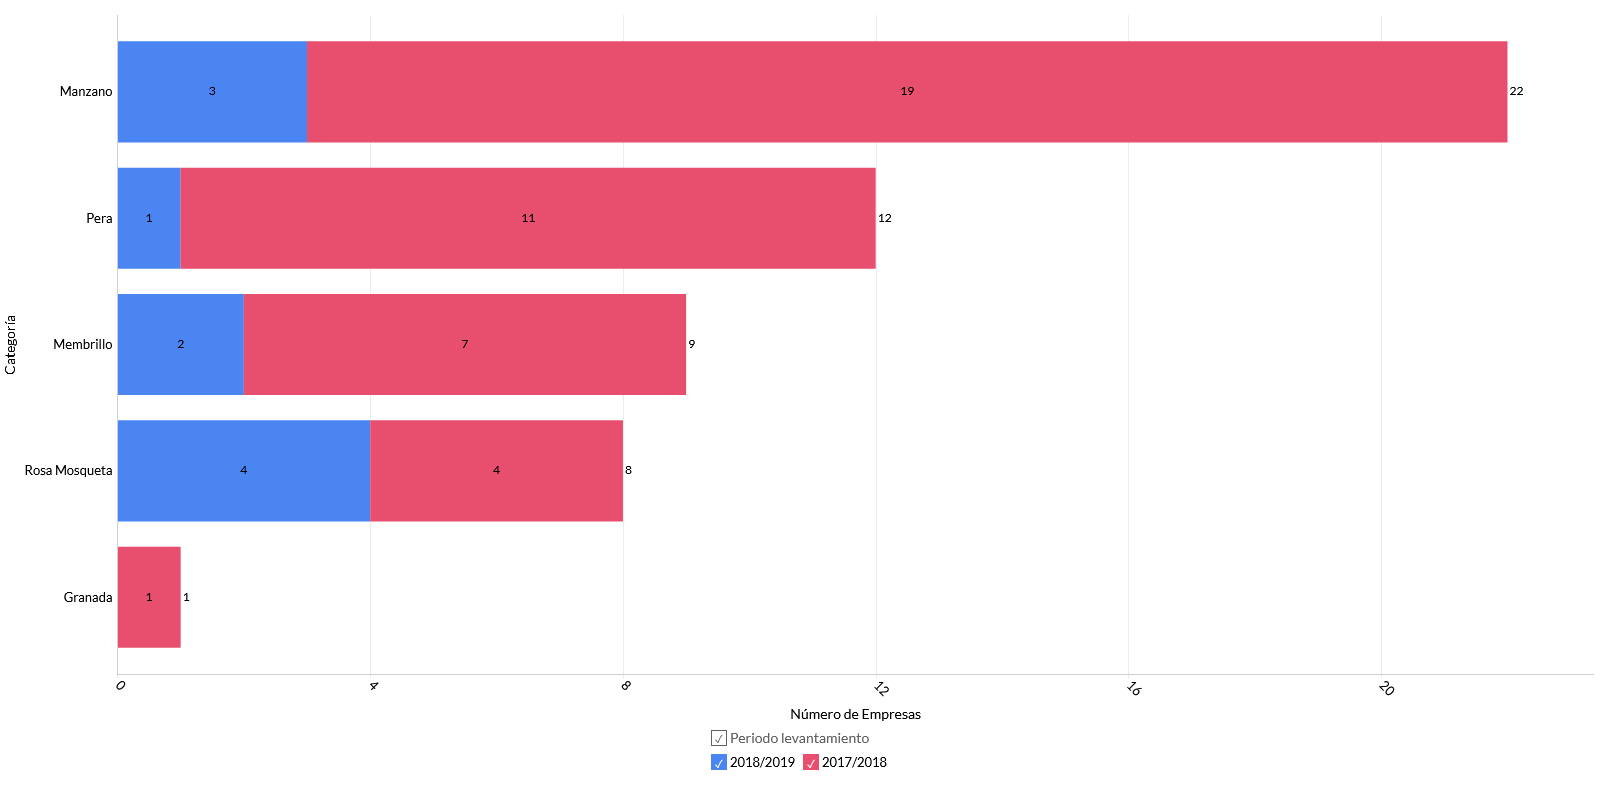 Categoría
Manzano 3 19 22
Pera 1 11 12
Membrillo 2 7 9
Rosa Mosqueta 4 4 8
Granada 1 1
0 4 8 12 16 20
Número de Empresas
Periodo levantamiento
2018/2019 2017/2018